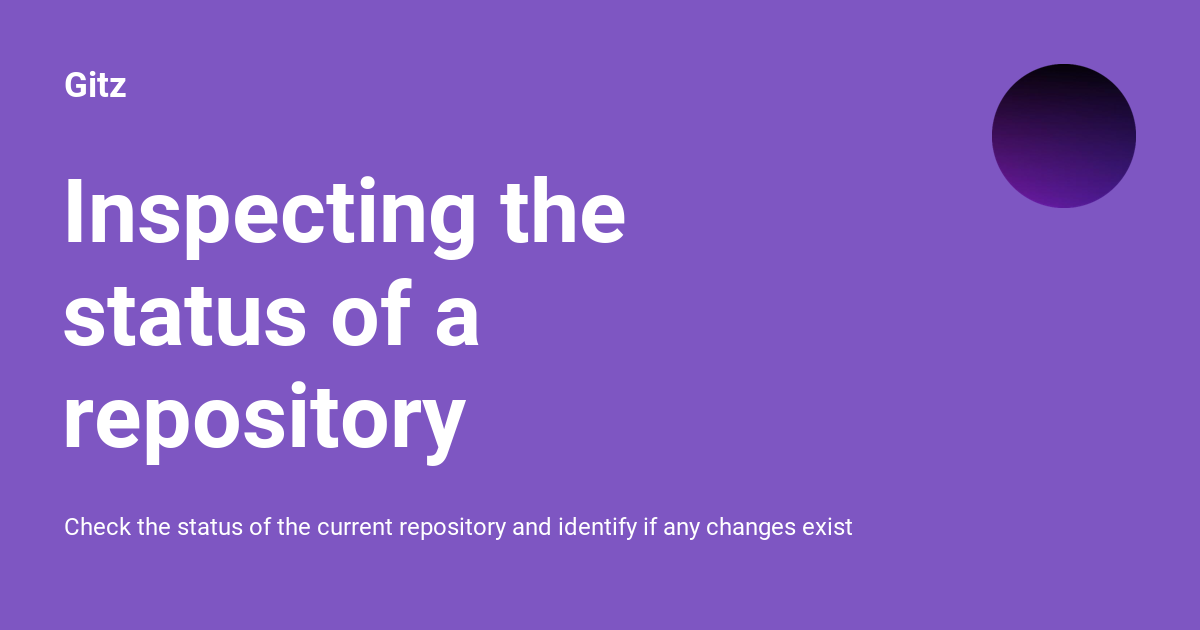 Gitz
Inspecting the
status of a
repository
Check the status of the current repository and identify if any changes exist